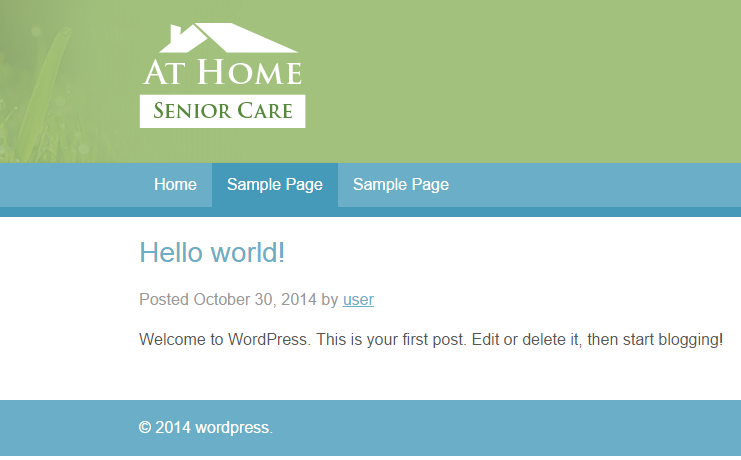 AT HOME
SENIOR CARE
Home Sample Page Sample Page
Hello world!
Posted October 30, 2014 by user
Welcome to WordPress. This is your first post. Edit or delete it, then start blogging!
© 2014 wordpress.